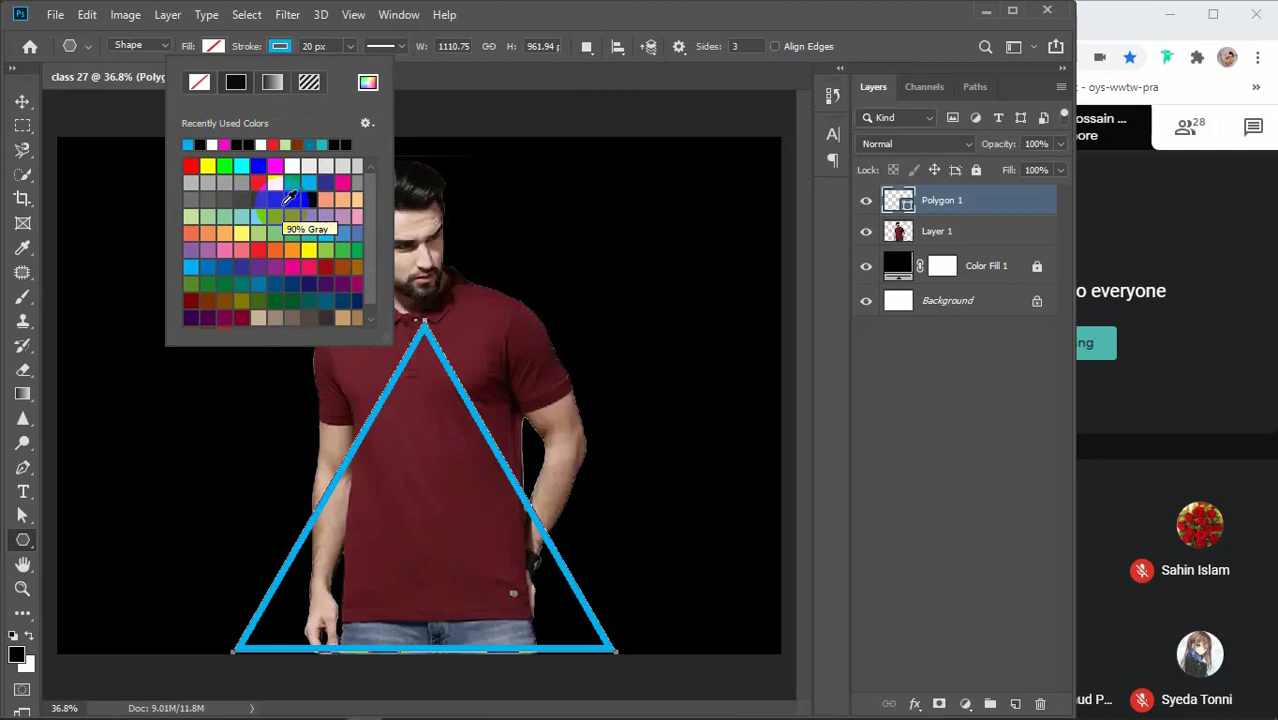 Ps File Edit Image Layer Type Select Filter 3D View Window Help
Shape Fill: Stroke: 20 px W: 1110.75 H: 961.94 p Sides: 3 Align Edges
class 27 @ 36.8% (Polyg
Recently Used Colors
90% Gray
Layers Channels Paths
Kind
Normal Opacity: 100%
Lock: Fill: 100%
Polygon 1
Layer 1
Color Fill 1
Background
36.8% Doc: 9.01M/11.8M
- oys-wwtw-pra
ossain ...
ore
28
o everyone
ing
Sahin Islam
ud P...
Syeda Tonni